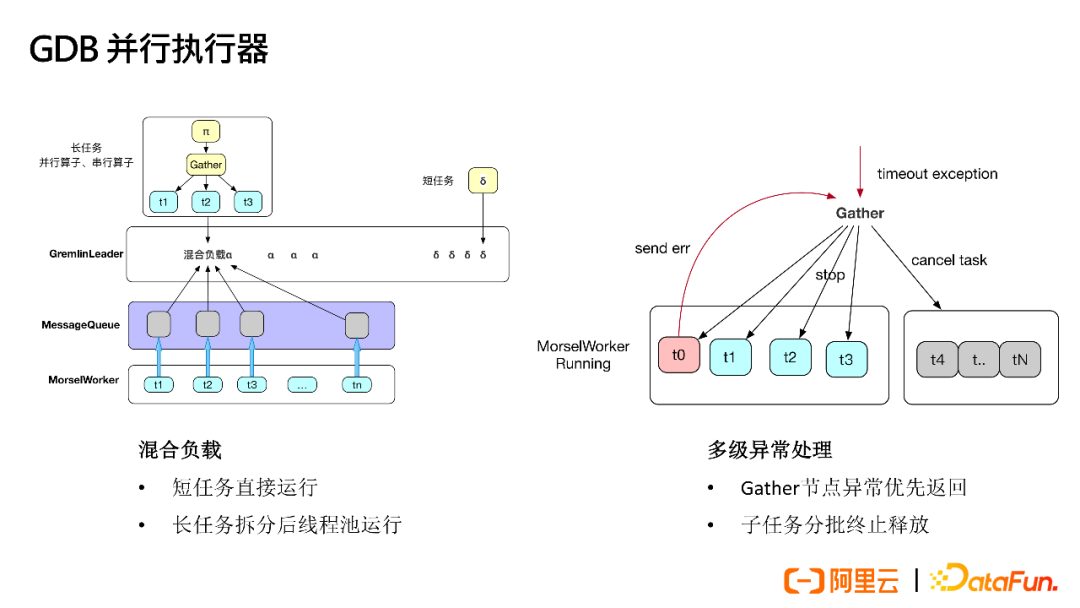 GDB 并行执行器
长任务
并行算子、串行算子
π
Gather
t1 t2 t3
短任务
δ
GremlinLeader
混合负载α α α α δ δ δ δ
MessageQueue
MorselWorker
t1 t2 t3 ... tn
混合负载
• 短任务直接运行
• 长任务拆分后线程池运行
timeout exception
Gather
send err
stop
cancel task
MorselWorker
Running
t0 t1 t2 t3
t4 t.. tN
多级异常处理
• Gather节点异常优先返回
• 子任务分批终止释放
阿里云 | DataFun.